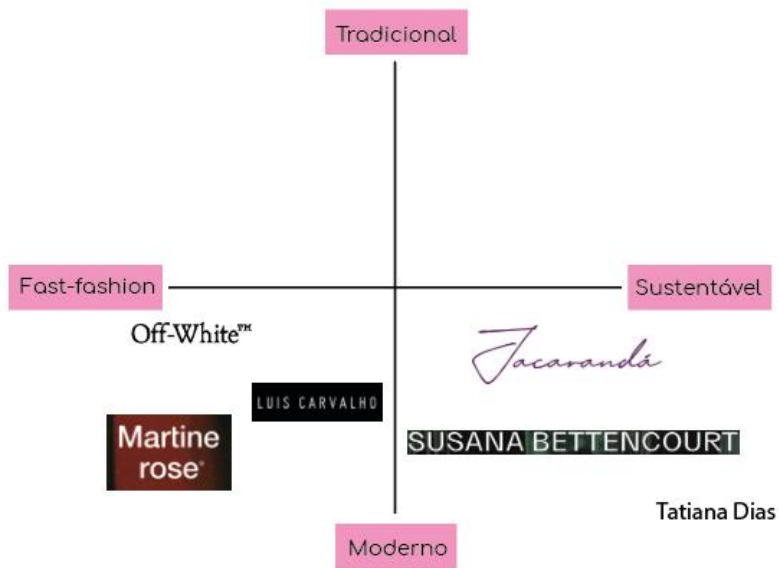 Tradicional
Fast-fashion
Sustentável
Off-White™
Jacarandá
LUIS CARVALHO
Martine
rose®
SUSANA BETTENCOURT
Tatiana Dias
Moderno